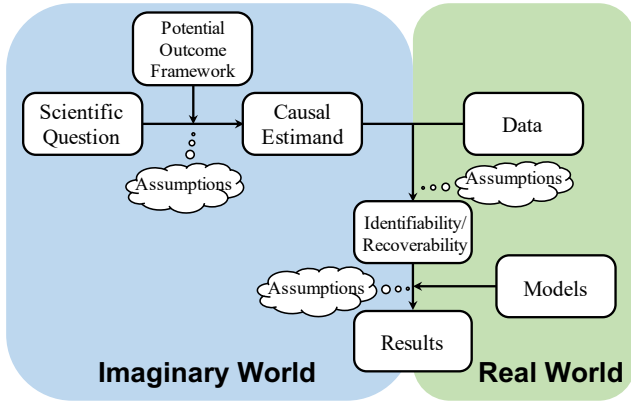 Potential
Outcome
Framework
Scientific
Question
Causal
Estimand
Data
Assumptions
Assumptions
Identifiability/
Recoverability
Assumptions
Models
Results
Imaginary World
Real World